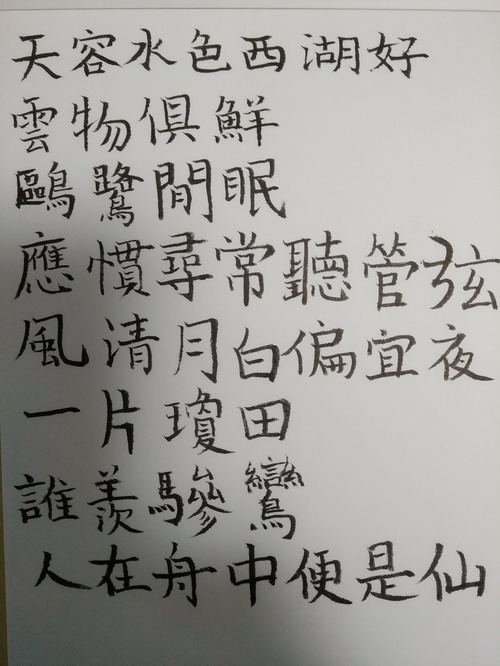 天容水色西湖好
雲物俱鮮
鷗鷺閒眠
應慣尋常聽管弦
風清月白偏宜夜
一片瓊田
誰羨驂鸞
人在舟中便是仙